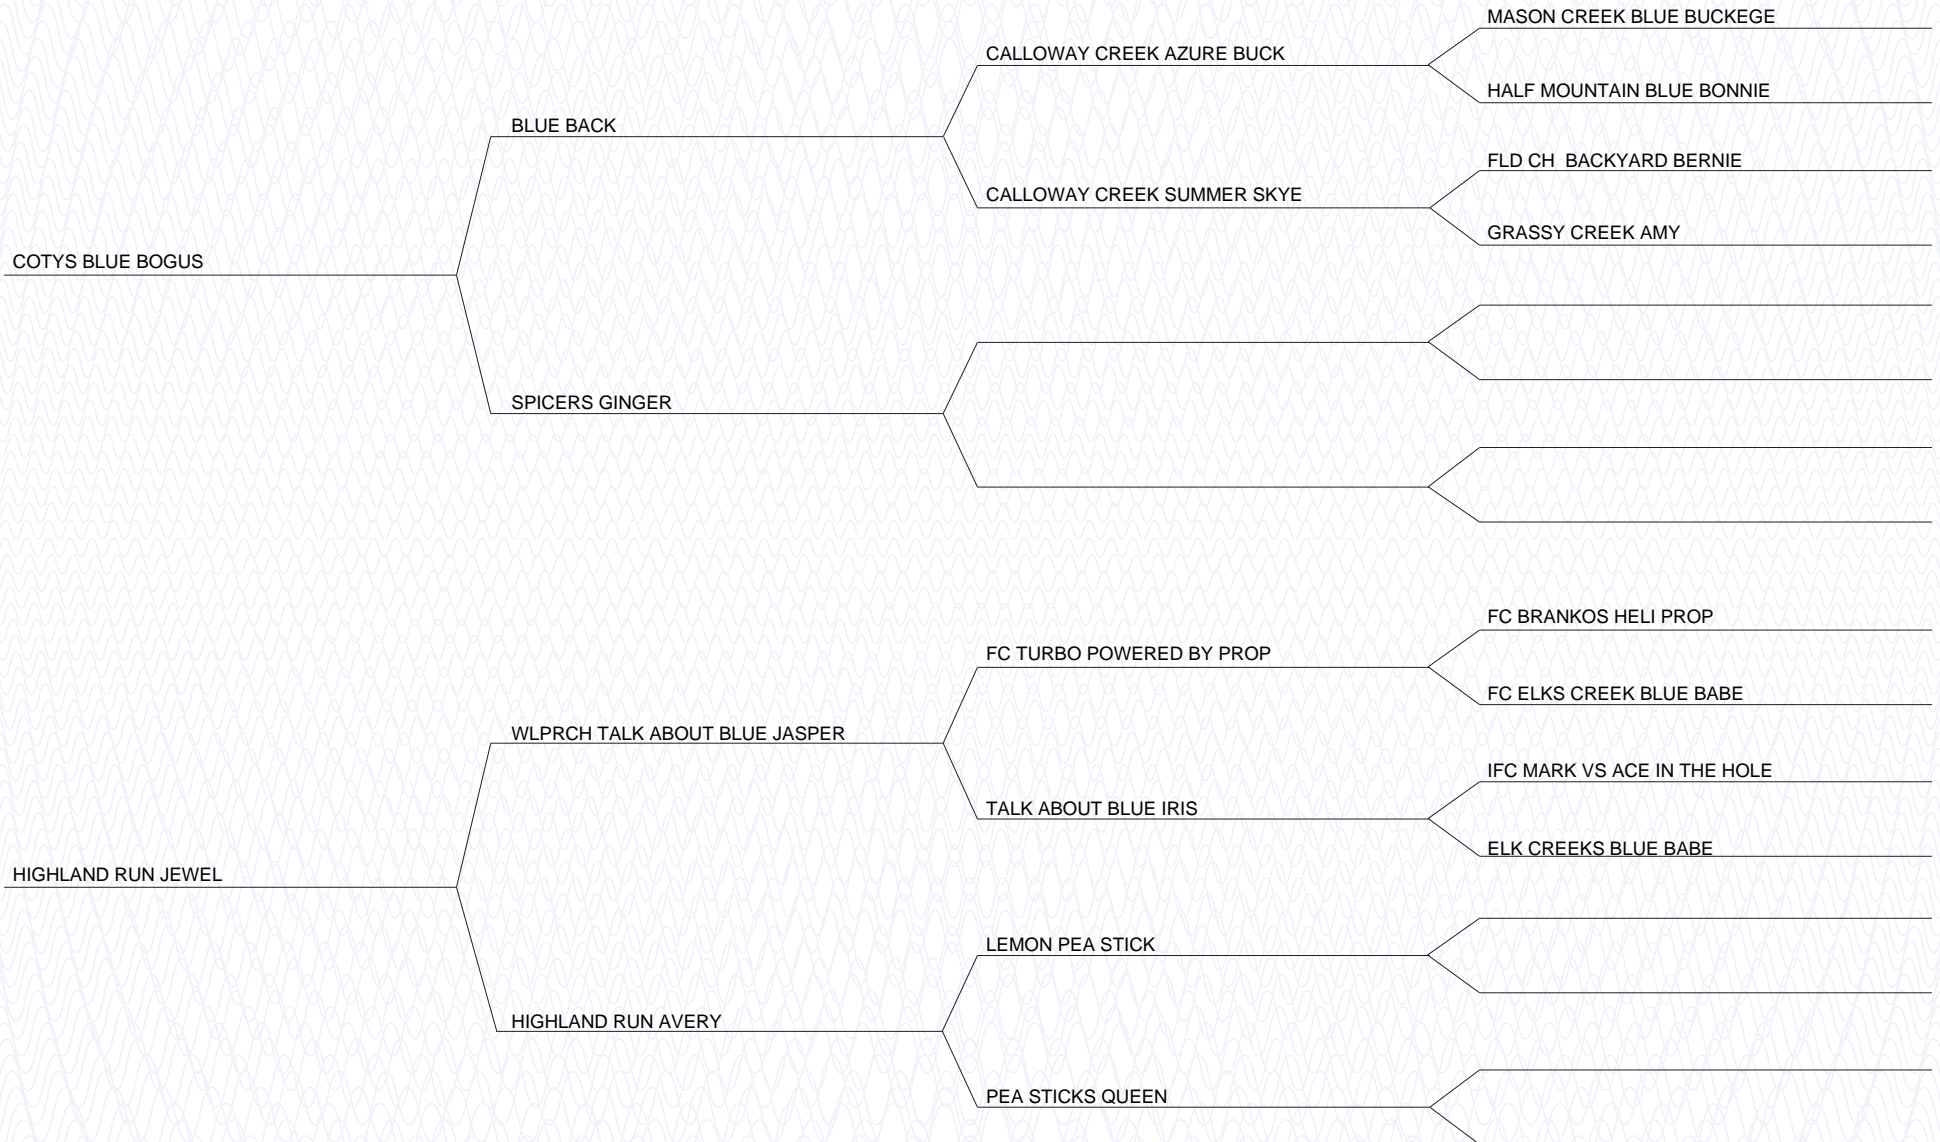 MASON CREEK BLUE BUCKEGE
CALLOWAY CREEK AZURE BUCK
HALF MOUNTAIN BLUE BONNIE
BLUE BACK
FLD CH  BACKYARD BERNIE
CALLOWAY CREEK SUMMER SKYE
GRASSY CREEK AMY
COTYS BLUE BOGUS
SPICERS GINGER
FC BRANKOS HELI PROP
FC TURBO POWERED BY PROP
FC ELKS CREEK BLUE BABE
WLPRCH TALK ABOUT BLUE JASPER
IFC MARK VS ACE IN THE HOLE
TALK ABOUT BLUE IRIS
ELK CREEKS BLUE BABE
HIGHLAND RUN JEWEL
LEMON PEA STICK
HIGHLAND RUN AVERY
PEA STICKS QUEEN